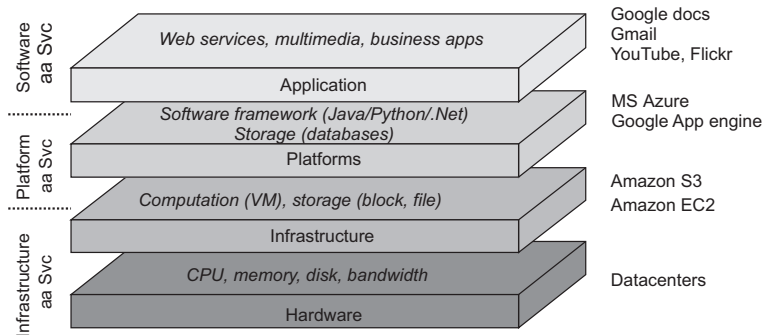 Software
aa Svc
Web services, multimedia, business apps
Application
Google docs
Gmail
YouTube, Flickr
Platform
aa Svc
Software framework (Java/Python/.Net)
Storage (databases)
Platforms
MS Azure
Google App engine
Infrastructure
aa Svc
Computation (VM), storage (block, file)
Infrastructure
Amazon S3
Amazon EC2
CPU, memory, disk, bandwidth
Hardware
Datacenters